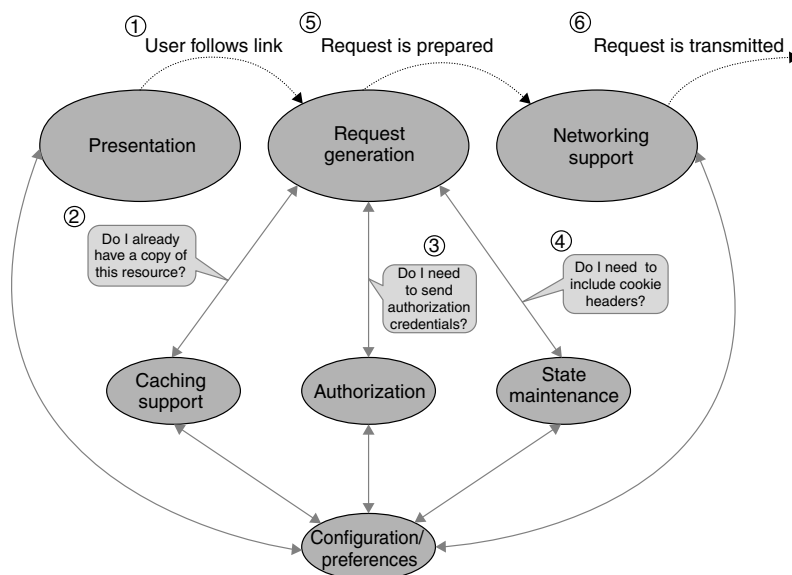 ①
User follows link
⑤
Request is prepared
⑥
Request is transmitted
Presentation
Request
generation
Networking
support
②
Do I already
have a copy of
this resource?
③
Do I need
to send
authorization
credentials?
④
Do I need to
include cookie
headers?
Caching
support
Authorization
State
maintenance
Configuration/
preferences